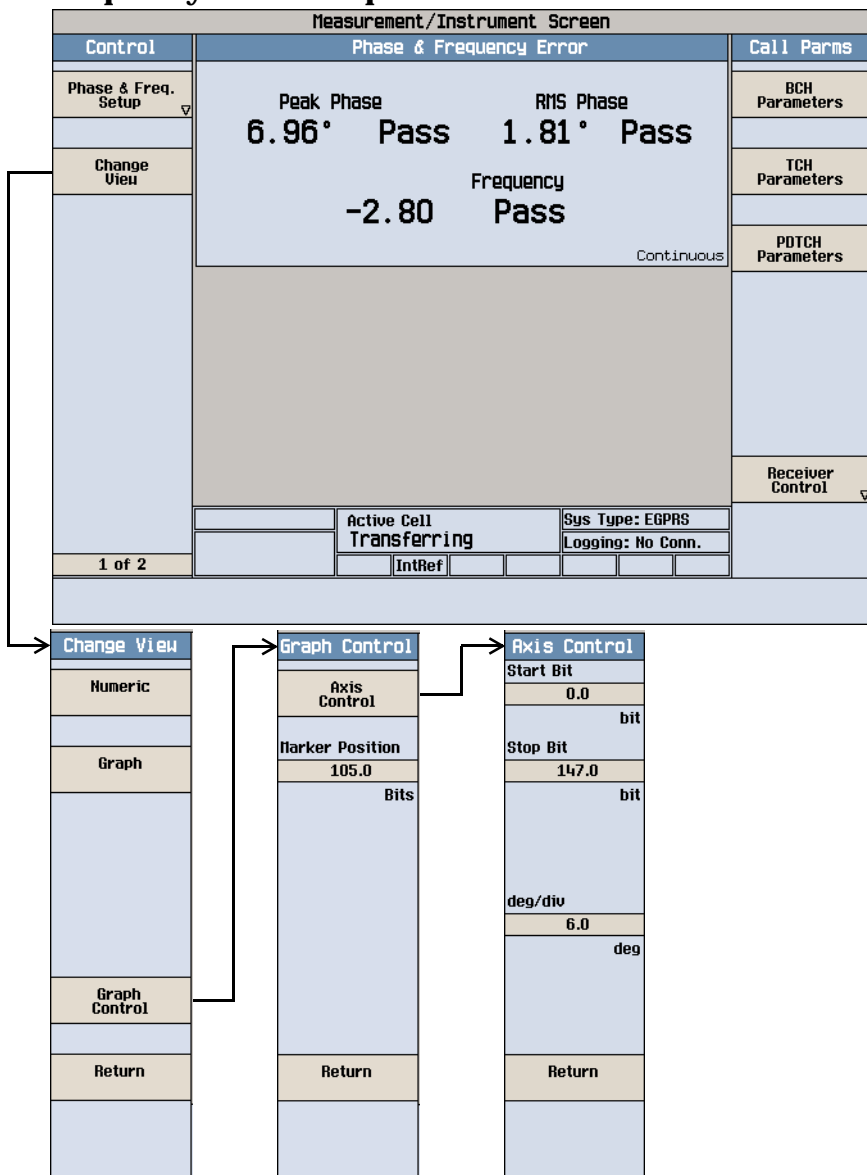 Measurement/Instrument Screen
Control
Phase & Frequency Error
Call Parms
Phase & Freq.
Setup
Peak Phase
RMS Phase
6.96° Pass
1.81° Pass
Frequency
-2.80 Pass
Continuous
BCH
Parameters
Change
View
TCH
Parameters
PDTCH
Parameters
Receiver
Control
Active Cell
Transferring
Sys Type: EGPRS
Logging: No Conn.
IntRef
1 of 2
Change View
Numeric
Graph
Graph
Control
Return
Graph Control
Axis
Control
Marker Position
105.0
Bits
Return
Axis Control
Start Bit
0.0
bit
Stop Bit
147.0
bit
deg/div
6.0
deg
Return